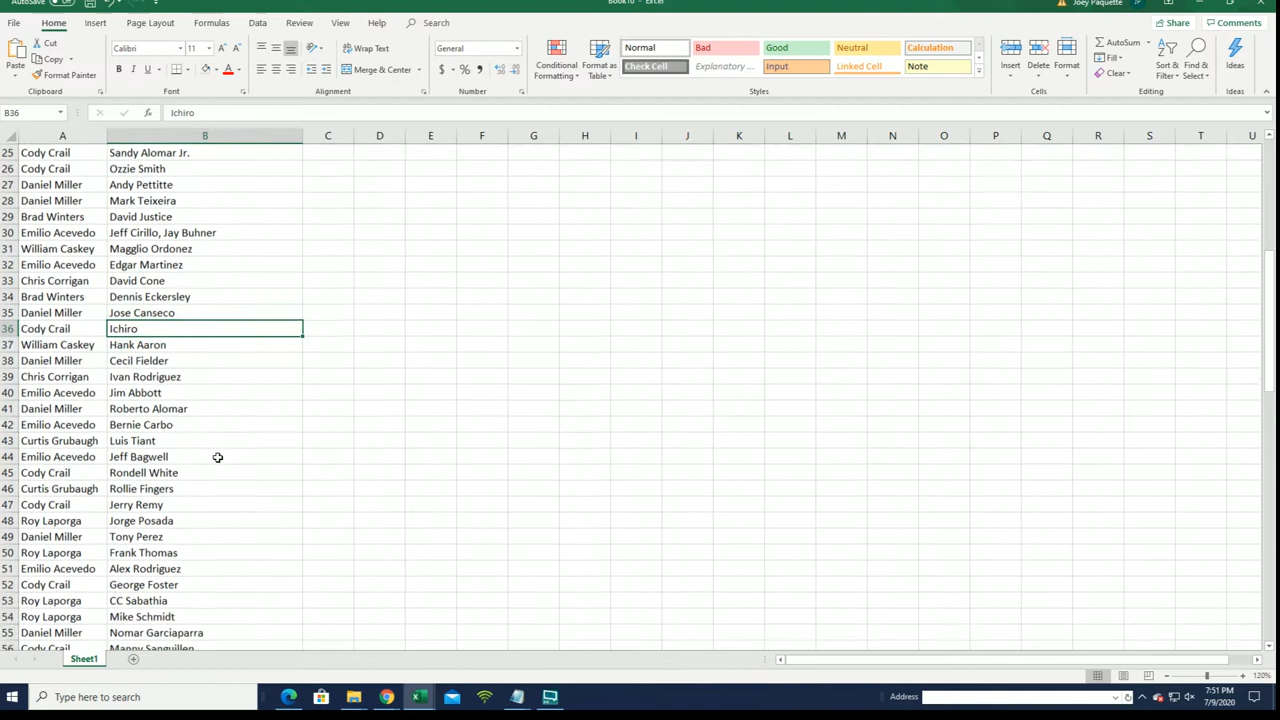 AutoSave Off Book10 - Excel Joey Paquette JP
File Home Insert Page Layout Formulas Data Review View Help Search Share Comments
Paste Cut Copy Format Painter Clipboard
Calibri 11 A A B I U A Font
Wrap Text Merge & Center Alignment
General $ % Number
Conditional Formatting Format as Table
Normal Bad Good Neutral Calculation
Check Cell Explanatory ... Input Linked Cell Note
Styles
Insert Delete Format Cells
AutoSum Fill Clear Sort & Filter Find & Select Editing
Ideas Ideas
B36 fx Ichiro
A B C D E F G H I J K L M N O P Q R S T U
25 Cody Crail Sandy Alomar Jr.
26 Cody Crail Ozzie Smith
27 Daniel Miller Andy Pettitte
28 Daniel Miller Mark Teixeira
29 Brad Winters David Justice
30 Emilio Acevedo Jeff Cirillo, Jay Buhner
31 William Caskey Magglio Ordonez
32 Emilio Acevedo Edgar Martinez
33 Chris Corrigan David Cone
34 Brad Winters Dennis Eckersley
35 Daniel Miller Jose Canseco
36 Cody Crail Ichiro
37 William Caskey Hank Aaron
38 Daniel Miller Cecil Fielder
39 Chris Corrigan Ivan Rodriguez
40 Emilio Acevedo Jim Abbott
41 Daniel Miller Roberto Alomar
42 Emilio Acevedo Bernie Carbo
43 Curtis Grubaugh Luis Tiant
44 Emilio Acevedo Jeff Bagwell
45 Cody Crail Rondell White
46 Curtis Grubaugh Rollie Fingers
47 Cody Crail Jerry Remy
48 Roy Laporga Jorge Posada
49 Daniel Miller Tony Perez
50 Roy Laporga Frank Thomas
51 Emilio Acevedo Alex Rodriguez
52 Cody Crail George Foster
53 Roy Laporga CC Sabathia
54 Roy Laporga Mike Schmidt
55 Daniel Miller Nomar Garciaparra
56 Cody Crail Manny Sanguillen
Sheet1
120%
Type here to search Address 7:51 PM
7/9/2020